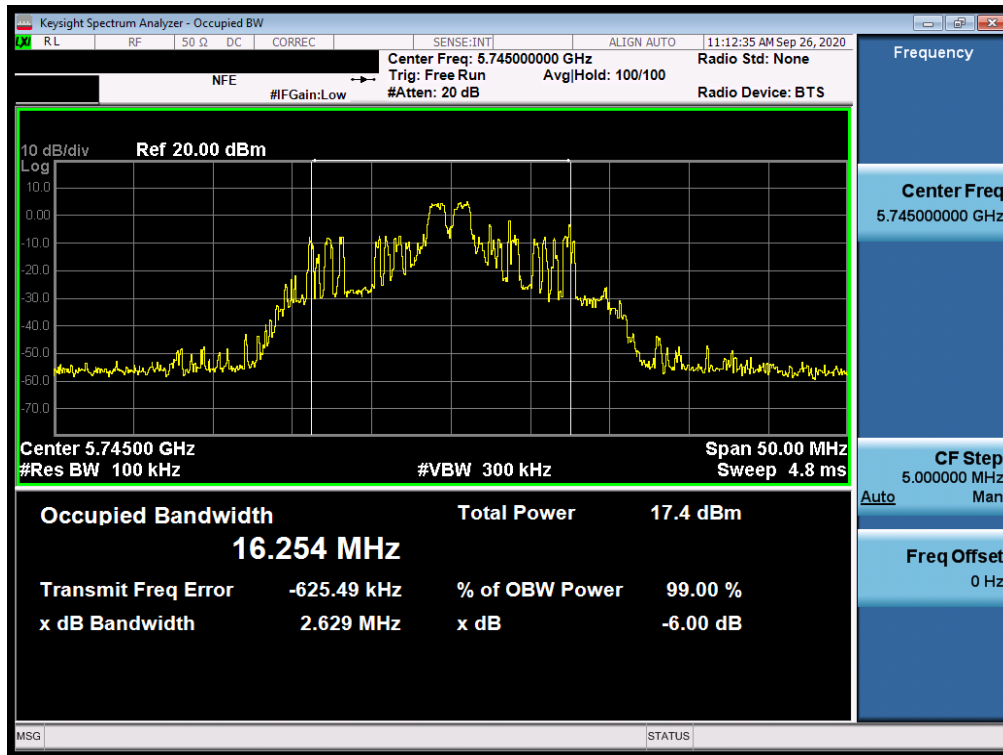 Keysight Spectrum Analyzer - Occupied BW
LXI RL RF 50 Ω DC CORREC SENSE:INT ALIGN AUTO 11:12:35 AM Sep 26, 2020
Center Freq: 5.745000000 GHz Radio Std: None
NFE Trig: Free Run Avg|Hold: 100/100
#IFGain:Low #Atten: 20 dB Radio Device: BTS
10 dB/div Ref 20.00 dBm
Log
10.0
0.00
-10.0
-20.0
-30.0
-40.0
-50.0
-60.0
-70.0
Center 5.74500 GHz Span 50.00 MHz
#Res BW 100 kHz #VBW 300 kHz Sweep 4.8 ms
Occupied Bandwidth Total Power 17.4 dBm
16.254 MHz
Transmit Freq Error -625.49 kHz % of OBW Power 99.00 %
x dB Bandwidth 2.629 MHz x dB -6.00 dB
MSG STATUS
Frequency
Center Freq
5.745000000 GHz
CF Step
5.000000 MHz
Auto Man
Freq Offset
0 Hz